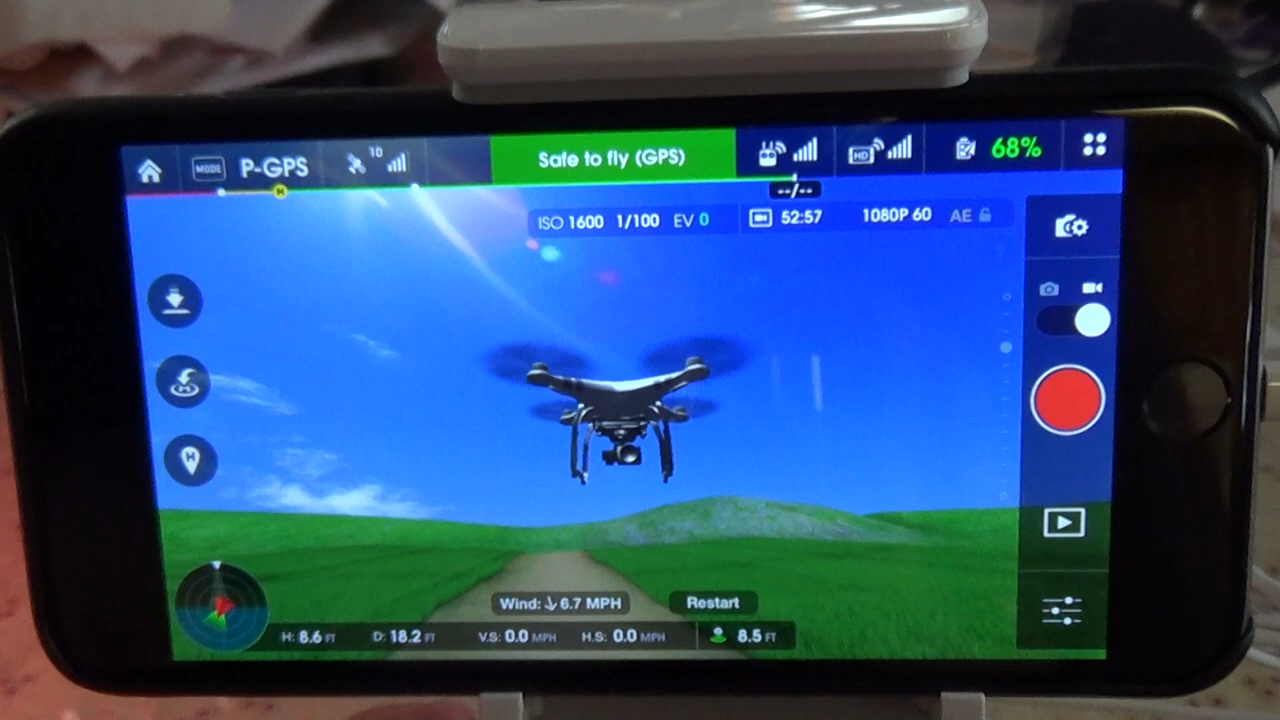 MODE P-GPS 10 Safe to fly (GPS) HD 68%
H --/--
ISO 1600 1/100 EV 0 52:57 1080P 60 AE
H
H
Wind: 6.7 MPH Restart
H: 8.6 FT D: 18.2 FT V.S: 0.0 MPH H.S: 0.0 MPH 8.5 FT